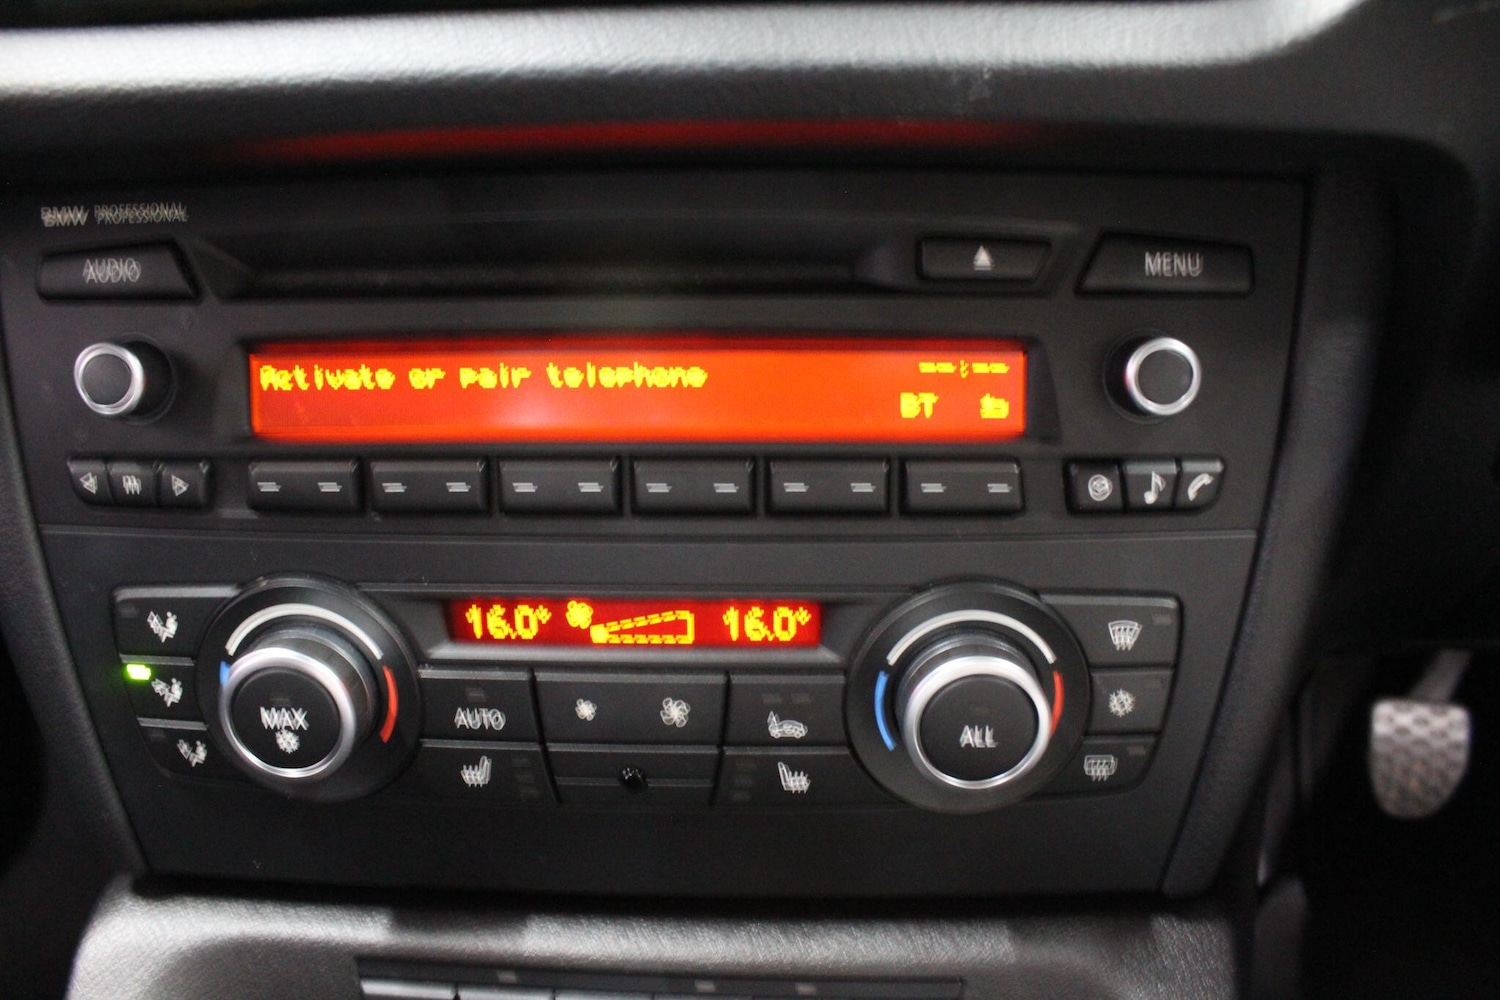 BMW PROFESSIONAL
AUDIO
MENU
Activate or pair telephone --:--
BT
16.0° 16.0°
MAX
AUTO
ALL